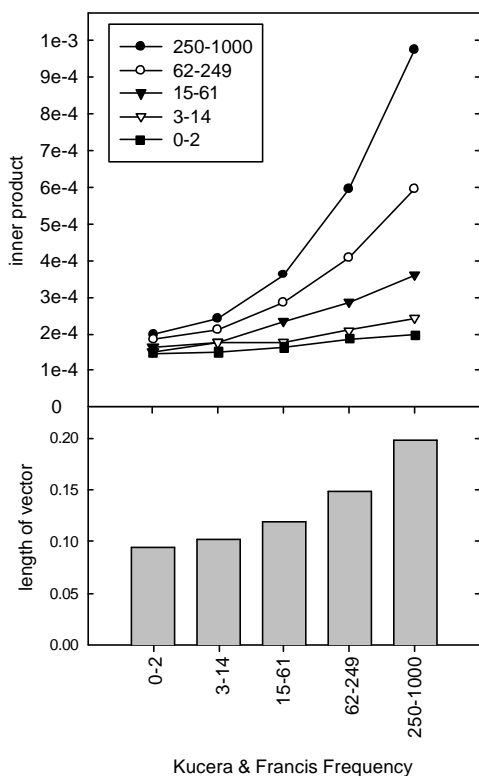 1e-3
9e-4
8e-4
7e-4
6e-4
5e-4
4e-4
3e-4
2e-4
1e-4
0
inner product
250-1000
62-249
15-61
3-14
0-2
0.20
0.15
0.10
0.05
0.00
length of vector
0-2
3-14
15-61
62-249
250-1000
Kucera & Francis Frequency